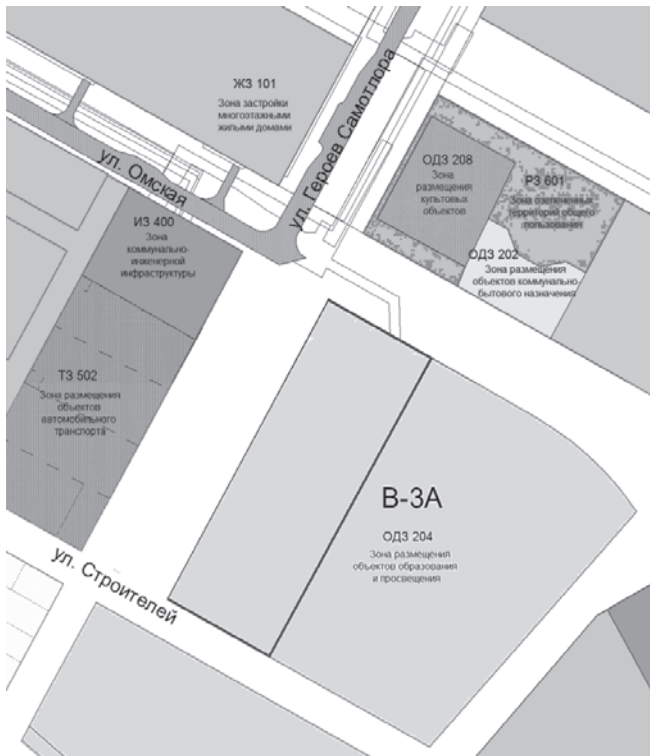 ЖЗ 101
Зона застройки
многоэтажными
жилыми домами
ул. Героев Самотлора
ул. Омская
ОДЗ 208
Зона
размещения
культовых
объектов
РЗ 601
Зона озелененных
территорий общего
пользования
ИЗ 400
Зона
коммунально-
инженерной
инфраструктуры
ОДЗ 202
Зона размещения
объектов коммунально-
бытового назначения
ТЗ 502
Зона размещения
объектов
автомобильного
транспорта
В-3А
ОДЗ 204
Зона размещения
объектов образования
и просвещения
ул. Строителей